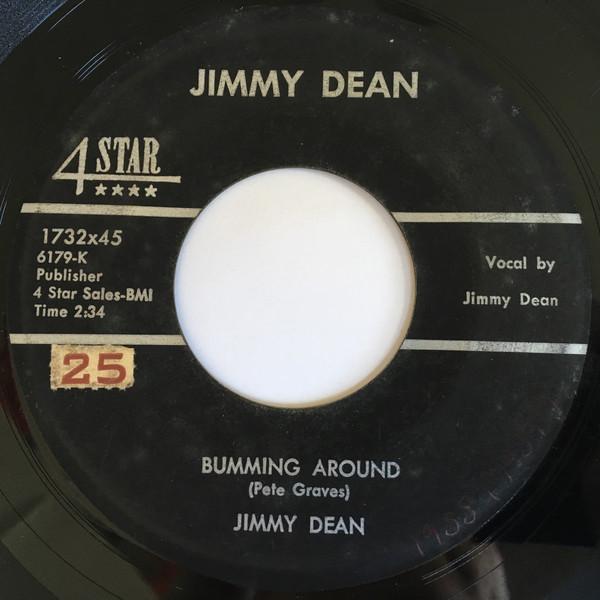 JIMMY DEAN
4 STAR
1732x45
6179-K
Publisher
4 Star Sales-BMI
Time 2:34
Vocal by
Jimmy Dean
25
BUMMING AROUND
(Pete Graves)
JIMMY DEAN